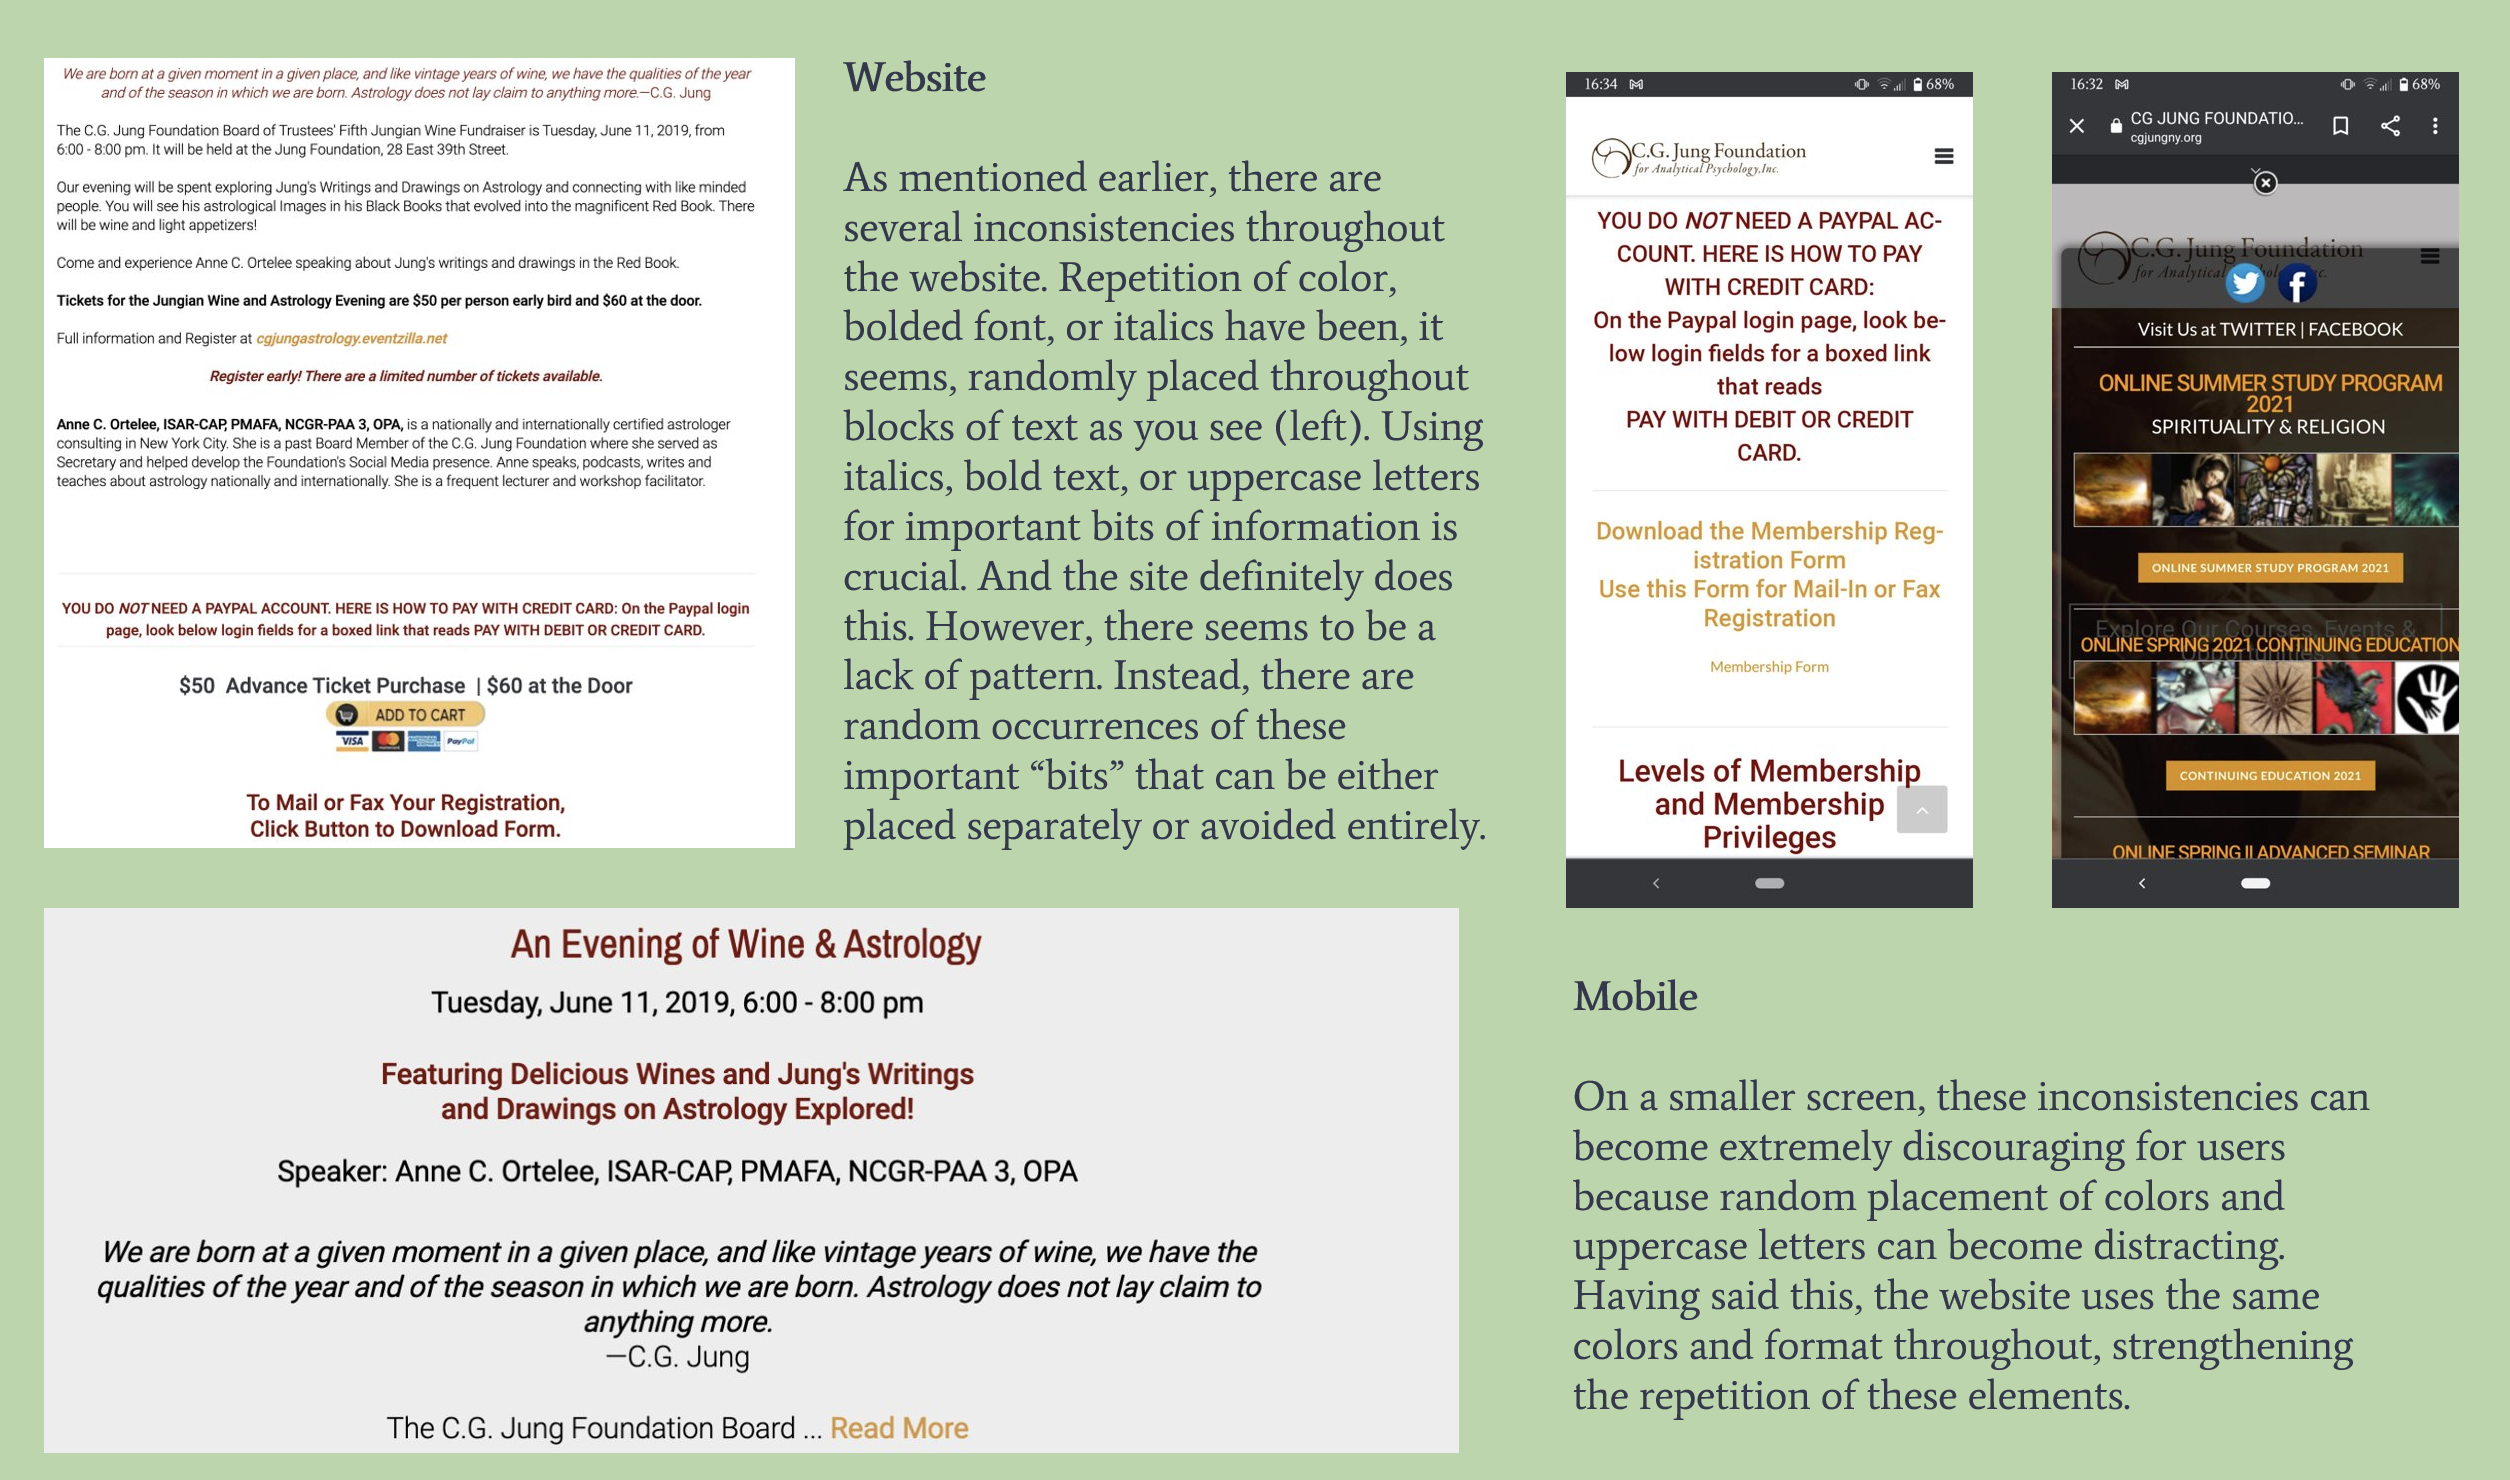 We are born at a given moment in a given place, and like vintage years of wine, we have the qualities of the year
and of the season in which we are born. Astrology does not lay claim to anything more.—C.G. Jung
The C.G. Jung Foundation Board of Trustees' Fifth Jungian Wine Fundraiser is Tuesday, June 11, 2019, from
6:00 - 8:00 pm. It will be held at the Jung Foundation, 28 East 39th Street.
Our evening will be spent exploring Jung's Writings and Drawings on Astrology and connecting with like minded
people. You will see his astrological Images in his Black Books that evolved into the magnificent Red Book. There
will be wine and light appetizers!
Come and experience Anne C. Ortelee speaking about Jung's writings and drawings in the Red Book.
Tickets for the Jungian Wine and Astrology Evening are $50 per person early bird and $60 at the door.
Full information and Register at cgjungastrology.eventzilla.net
Register early! There are a limited number of tickets available.
Anne C. Ortelee, ISAR-CAP, PMAFA, NCGR-PAA 3, OPA, is a nationally and internationally certified astrologer
consulting in New York City. She is a past Board Member of the C.G. Jung Foundation where she served as
Secretary and helped develop the Foundation's Social Media presence. Anne speaks, podcasts, writes and
teaches about astrology nationally and internationally. She is a frequent lecturer and workshop facilitator.
YOU DO NOT NEED A PAYPAL ACCOUNT. HERE IS HOW TO PAY WITH CREDIT CARD: On the Paypal login
page, look below login fields for a boxed link that reads PAY WITH DEBIT OR CREDIT CARD.
$50 Advance Ticket Purchase | $60 at the Door
ADD TO CART
VISA PayPal
To Mail or Fax Your Registration,
Click Button to Download Form.
Website
As mentioned earlier, there are
several inconsistencies throughout
the website. Repetition of color,
bolded font, or italics have been, it
seems, randomly placed throughout
blocks of text as you see (left). Using
italics, bold text, or uppercase letters
for important bits of information is
crucial. And the site definitely does
this. However, there seems to be a
lack of pattern. Instead, there are
random occurrences of these
important “bits” that can be either
placed separately or avoided entirely.
16:34 68%
C.G. Jung Foundation
for Analytical Psychology, Inc.
YOU DO NOT NEED A PAYPAL AC-
COUNT. HERE IS HOW TO PAY
WITH CREDIT CARD:
On the Paypal login page, look be-
low login fields for a boxed link
that reads
PAY WITH DEBIT OR CREDIT
CARD.
Download the Membership Reg-
istration Form
Use this Form for Mail-In or Fax
Registration
Membership Form
Levels of Membership
and Membership
Privileges
16:32 68%
CG JUNG FOUNDATIO...
cgjungny.org
C.G. Jung Foundation
for Analytical
Visit Us at TWITTER | FACEBOOK
ONLINE SUMMER STUDY PROGRAM
2021
SPIRITUALITY & RELIGION
ONLINE SUMMER STUDY PROGRAM 2021
Explore Our Courses, Events &
ONLINE SPRING 2021 CONTINUING EDUCATION
CONTINUING EDUCATION 2021
ONLINE SPRING II ADVANCED SEMINAR
An Evening of Wine & Astrology
Tuesday, June 11, 2019, 6:00 - 8:00 pm
Featuring Delicious Wines and Jung's Writings
and Drawings on Astrology Explored!
Speaker: Anne C. Ortelee, ISAR-CAP, PMAFA, NCGR-PAA 3, OPA
We are born at a given moment in a given place, and like vintage years of wine, we have the
qualities of the year and of the season in which we are born. Astrology does not lay claim to
anything more.
—C.G. Jung
The C.G. Jung Foundation Board ... Read More
Mobile
On a smaller screen, these inconsistencies can
become extremely discouraging for users
because random placement of colors and
uppercase letters can become distracting.
Having said this, the website uses the same
colors and format throughout, strengthening
the repetition of these elements.